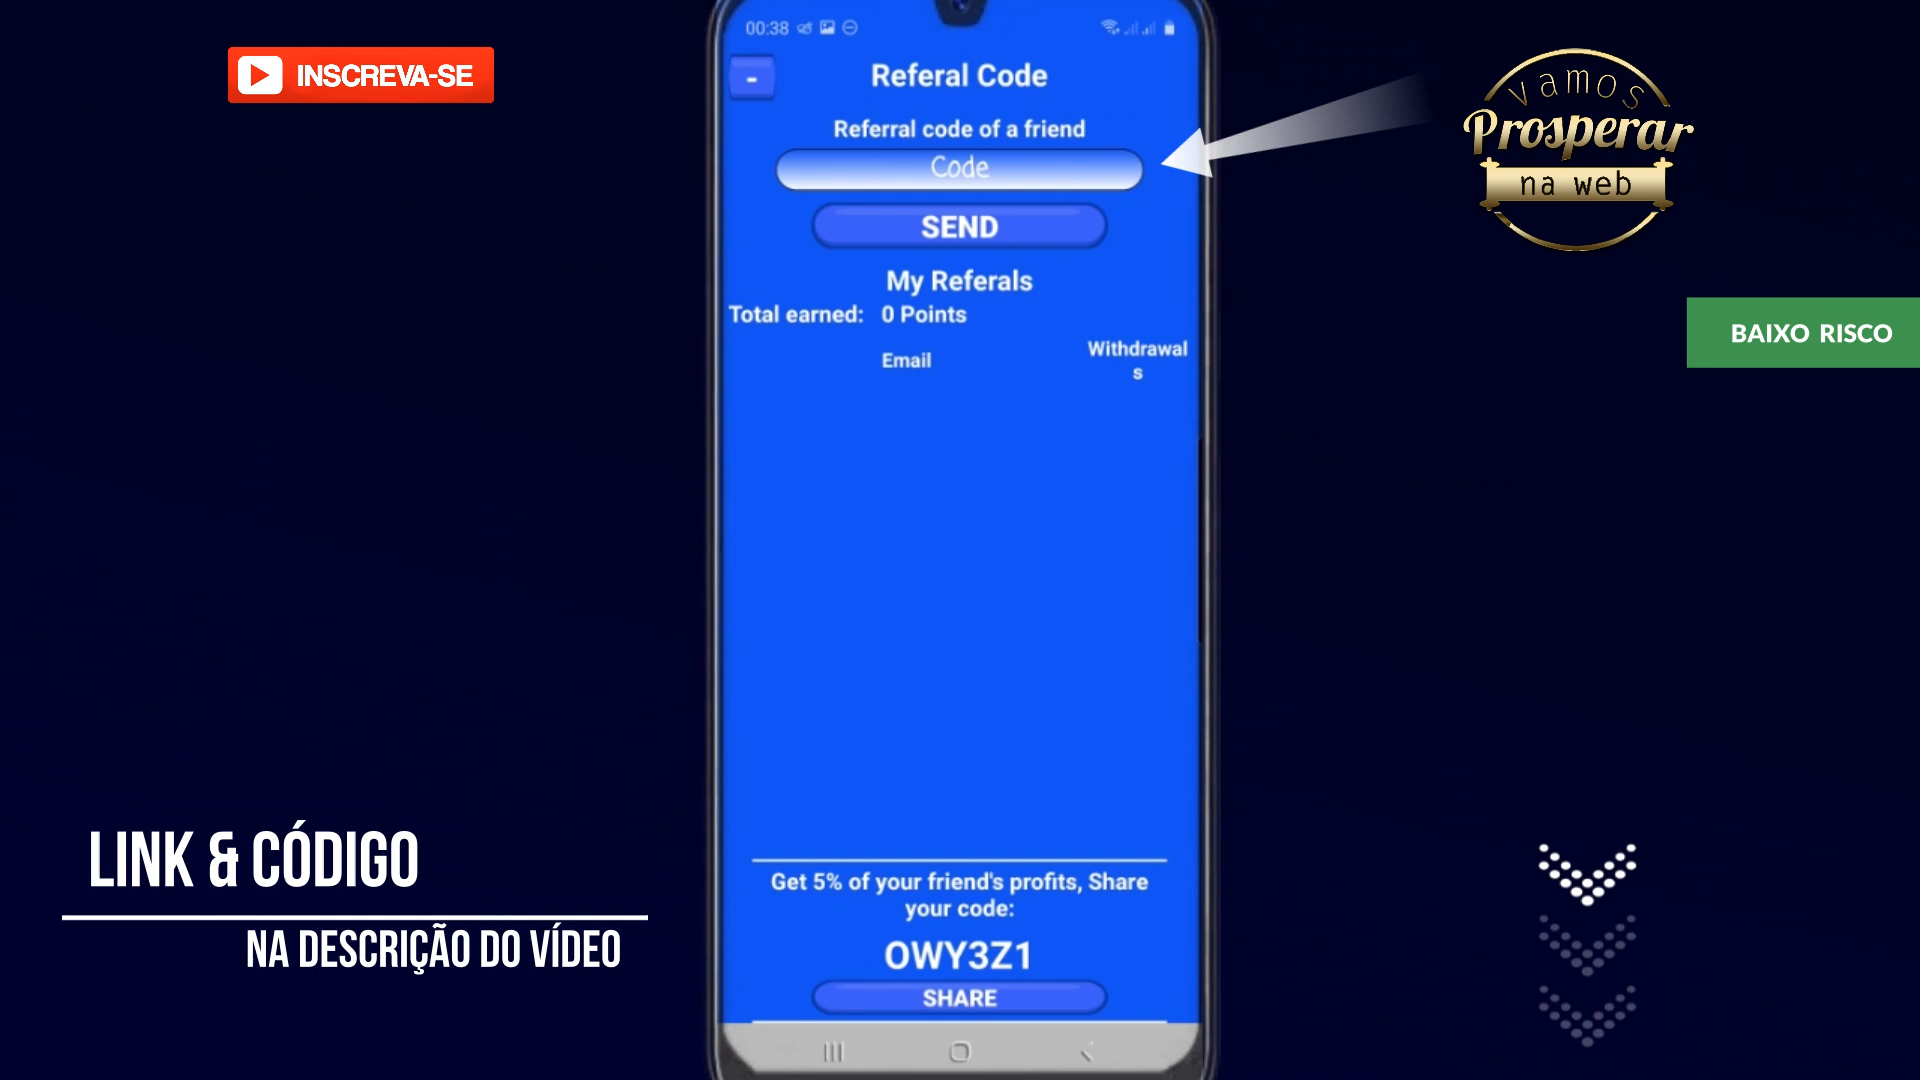 INSCREVA-SE
00:38
-
Referal Code
Referral code of a friend
Code
SEND
My Referals
Total earned: 0 Points
Email
Withdrawal
s
vamos
Prosperar
na web
BAIXO RISCO
LINK & CÓDIGO
NA DESCRIÇÃO DO VÍDEO
Get 5% of your friend's profits, Share
your code:
OWY3Z1
SHARE